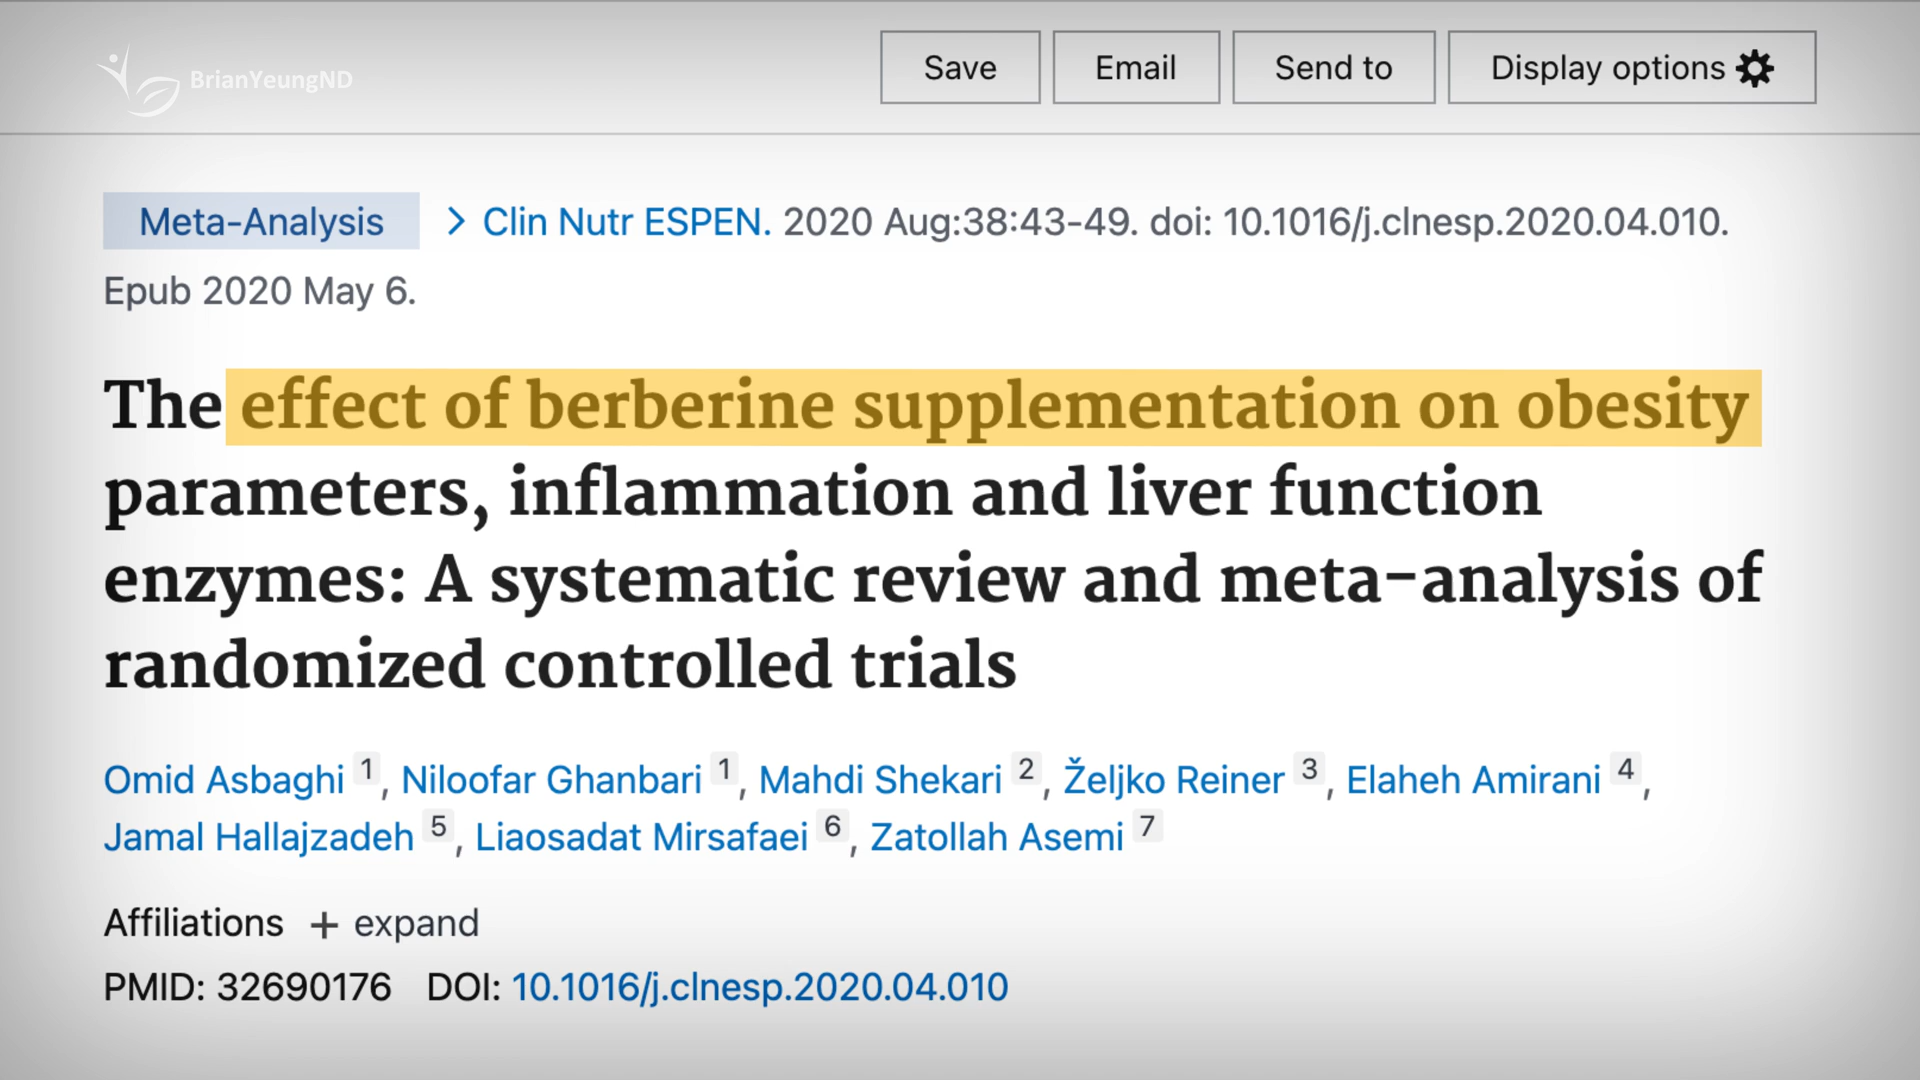 BrianYeungND
Save Email Send to Display options
Meta-Analysis > Clin Nutr ESPEN. 2020 Aug:38:43-49. doi: 10.1016/j.clnesp.2020.04.010.
Epub 2020 May 6.
The effect of berberine supplementation on obesity
parameters, inflammation and liver function
enzymes: A systematic review and meta-analysis of
randomized controlled trials
Omid Asbaghi 1, Niloofar Ghanbari 1, Mahdi Shekari 2, Željko Reiner 3, Elaheh Amirani 4,
Jamal Hallajzadeh 5, Liaosadat Mirsafaei 6, Zatollah Asemi 7
Affiliations + expand
PMID: 32690176 DOI: 10.1016/j.clnesp.2020.04.010